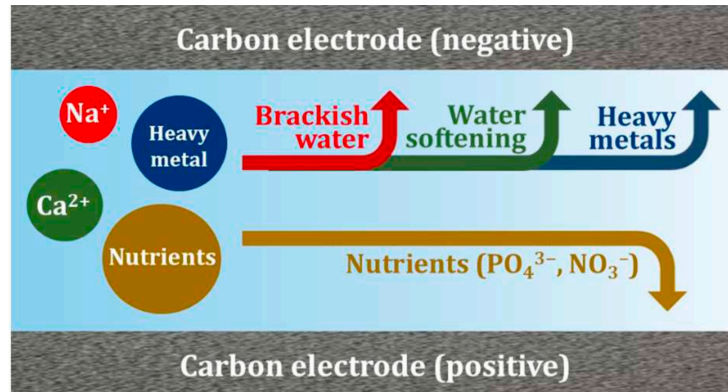 Carbon electrode (negative)
Na⁺
Heavy
metal
Ca²⁺
Nutrients
Brackish
water
Water
softening
Heavy
metals
Nutrients (PO₄³⁻, NO₃⁻)
Carbon electrode (positive)